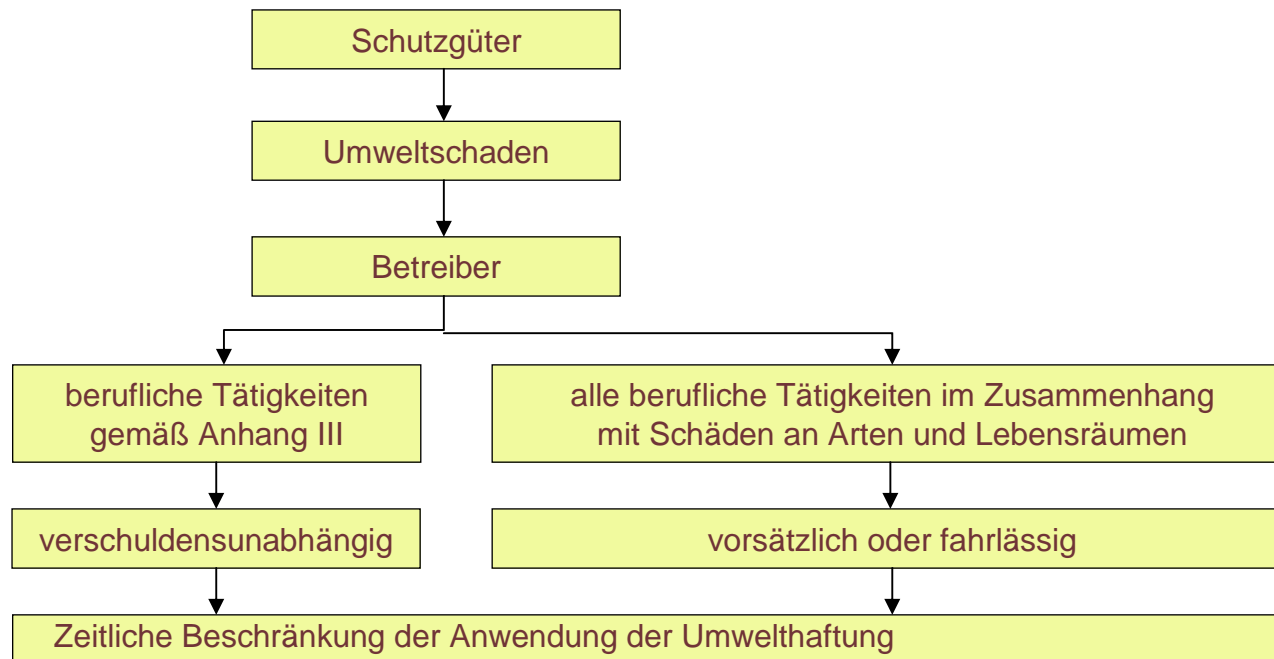 Schutzgüter
Umweltschaden
Betreiber
berufliche Tätigkeiten
gemäß Anhang III
alle berufliche Tätigkeiten im Zusammenhang
mit Schäden an Arten und Lebensräumen
verschuldensunabhängig
vorsätzlich oder fahrlässig
Zeitliche Beschränkung der Anwendung der Umwelthaftung